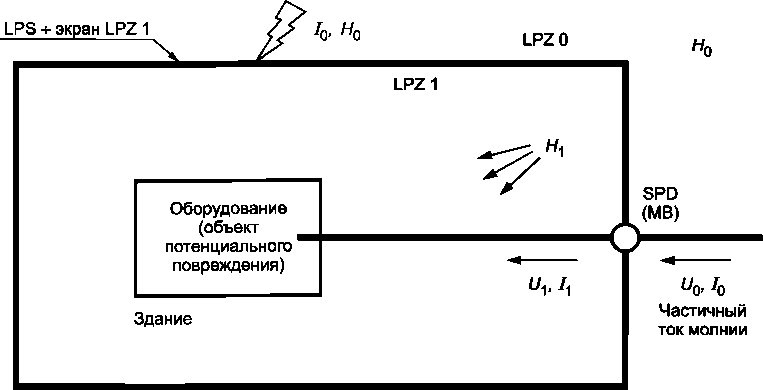 LPS + экран LPZ 1
I₀, H₀
LPZ 0
H₀
LPZ 1
H₁
SPD
(МВ)
Оборудование
(объект
потенциального
повреждения)
U₁, I₁
U₀, I₀
Частичный
ток молнии
Здание